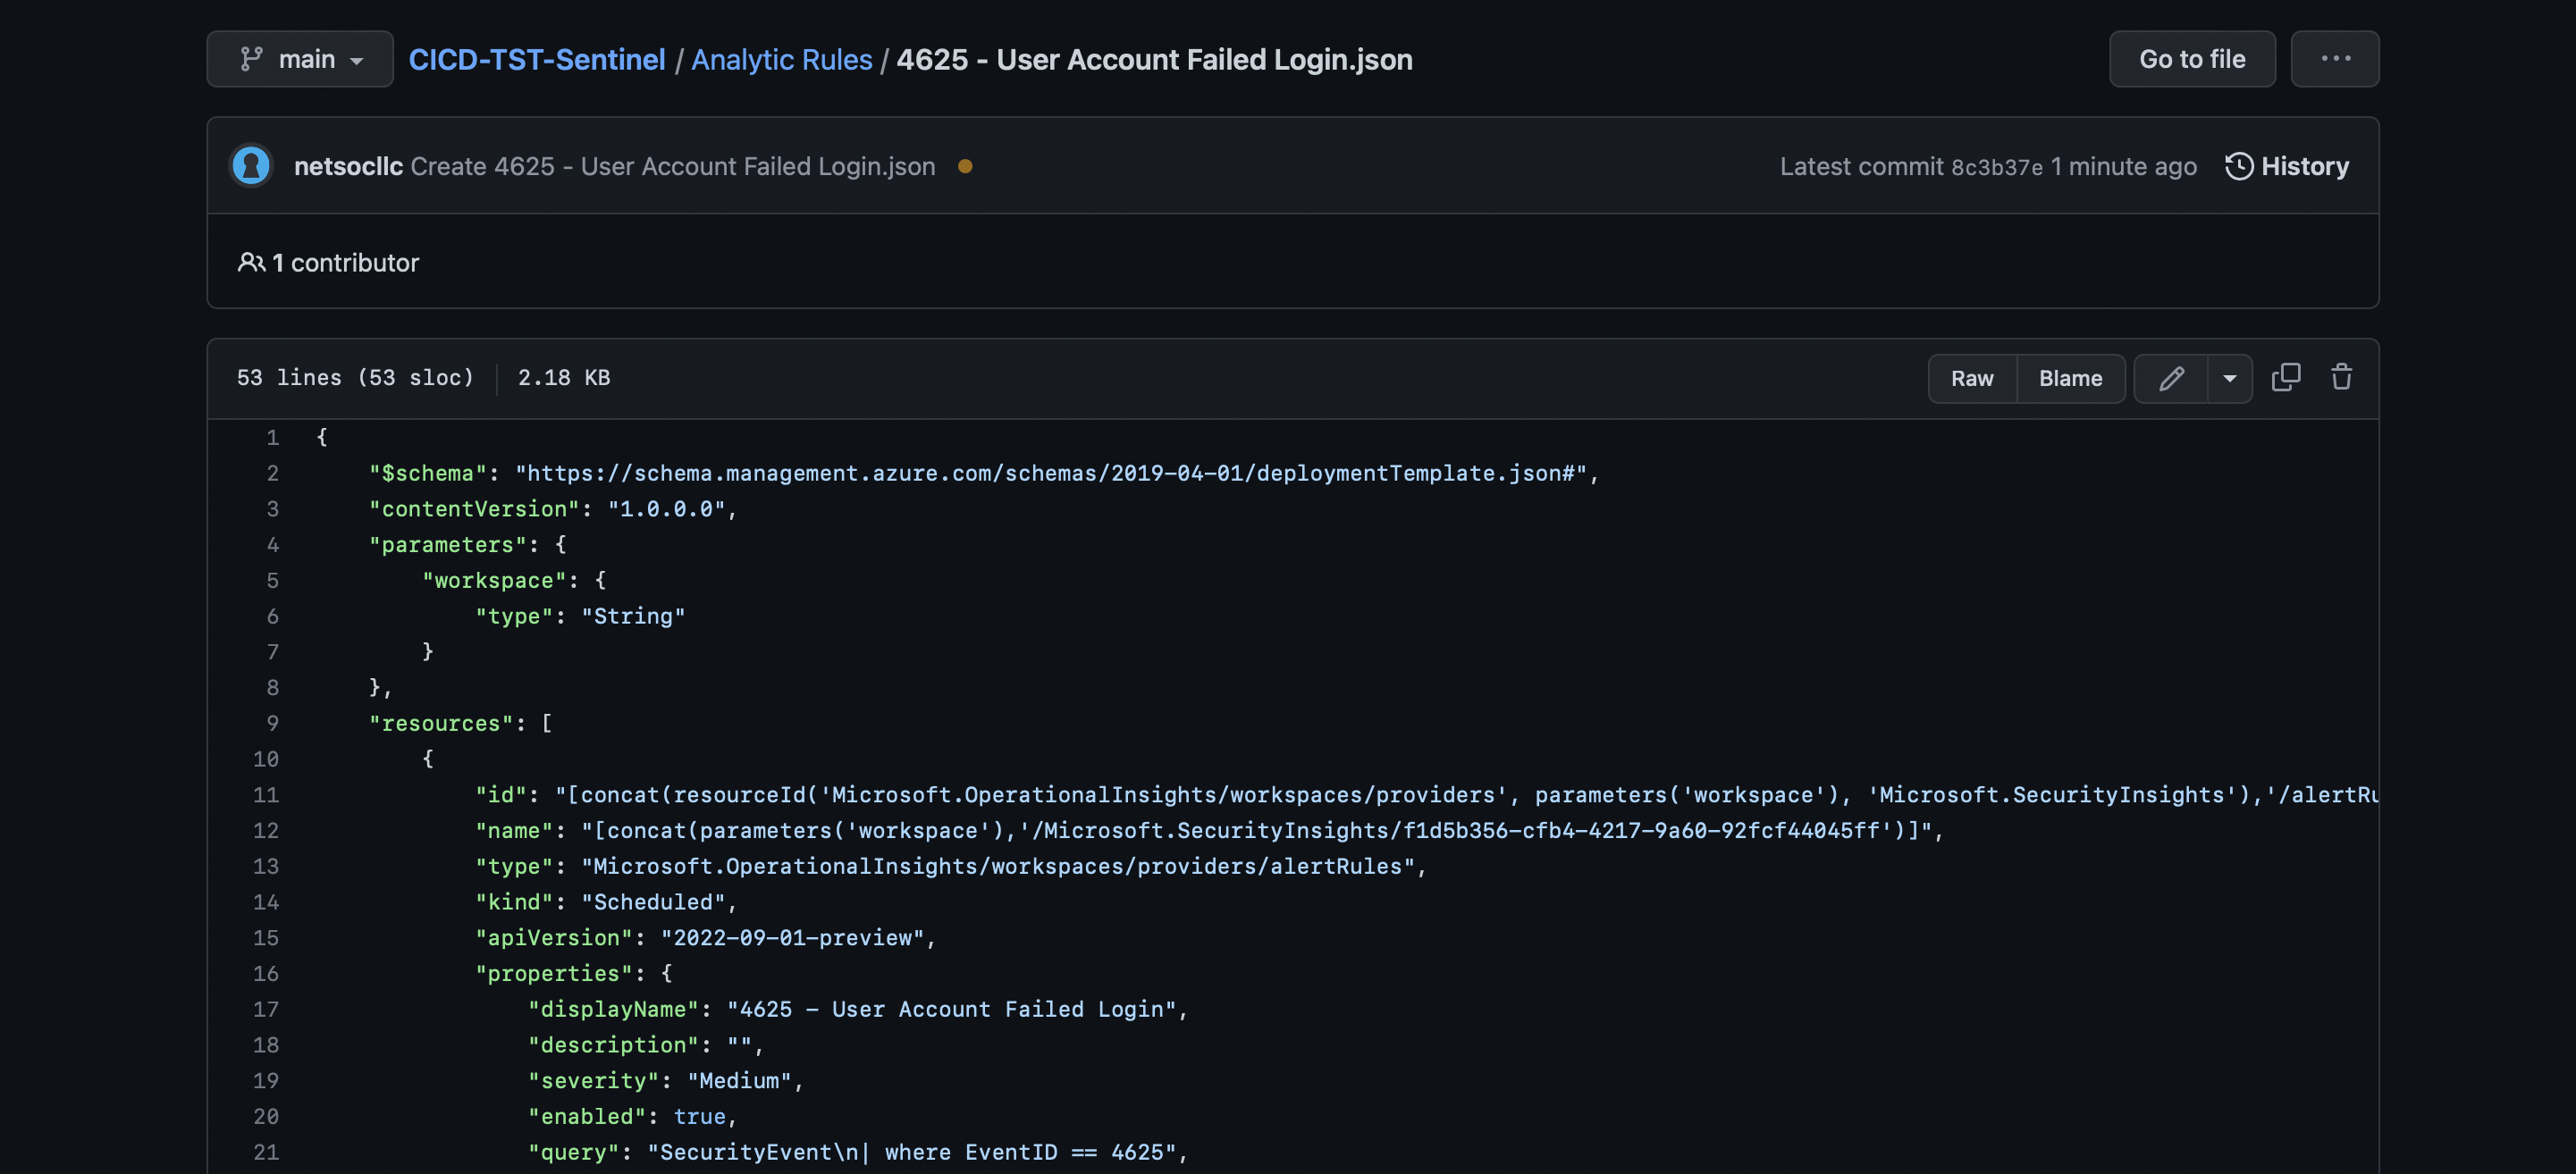 main
CICD-TST-Sentinel / Analytic Rules / 4625 - User Account Failed Login.json
Go to file
···
netsocllc Create 4625 - User Account Failed Login.json
Latest commit 8c3b37e 1 minute ago
History
1 contributor
53 lines (53 sloc) 2.18 KB
Raw
Blame
1 {
2 "$schema": "https://schema.management.azure.com/schemas/2019-04-01/deploymentTemplate.json#",
3 "contentVersion": "1.0.0.0",
4 "parameters": {
5 "workspace": {
6 "type": "String"
7 }
8 },
9 "resources": [
10 {
11 "id": "[concat(resourceId('Microsoft.OperationalInsights/workspaces/providers', parameters('workspace'), 'Microsoft.SecurityInsights'),'/alertRu
12 "name": "[concat(parameters('workspace'),'/Microsoft.SecurityInsights/f1d5b356-cfb4-4217-9a60-92fcf44045ff')]",
13 "type": "Microsoft.OperationalInsights/workspaces/providers/alertRules",
14 "kind": "Scheduled",
15 "apiVersion": "2022-09-01-preview",
16 "properties": {
17 "displayName": "4625 - User Account Failed Login",
18 "description": "",
19 "severity": "Medium",
20 "enabled": true,
21 "query": "SecurityEvent\n| where EventID == 4625",